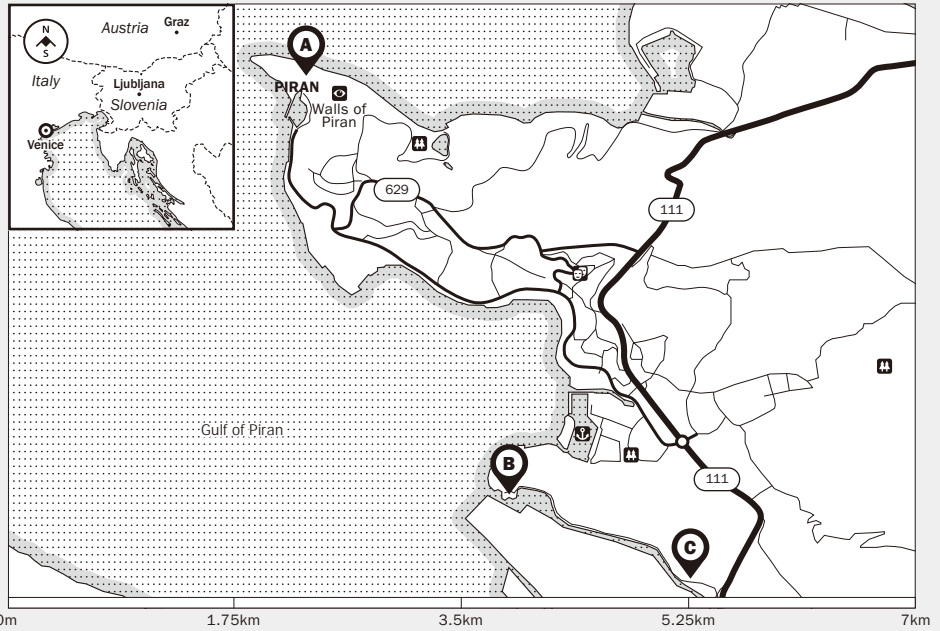 N
S
Austria
Graz
Italy
Ljubljana
Slovenia
Venice
A
PIRAN
Walls of
Piran
629
111
Gulf of Piran
B
111
C
0m
1.75km
3.5km
5.25km
7km